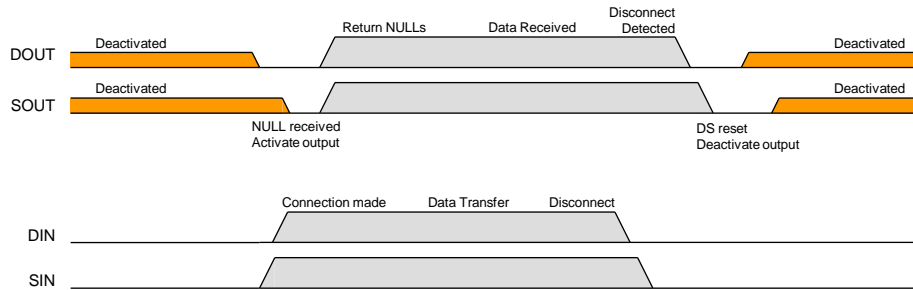 Disconnect
Return NULLs Data Received Detected
Deactivated Deactivated
DOUT
Deactivated Deactivated
SOUT
NULL received DS reset
Activate output Deactivate output
Connection made Data Transfer Disconnect
DIN
SIN